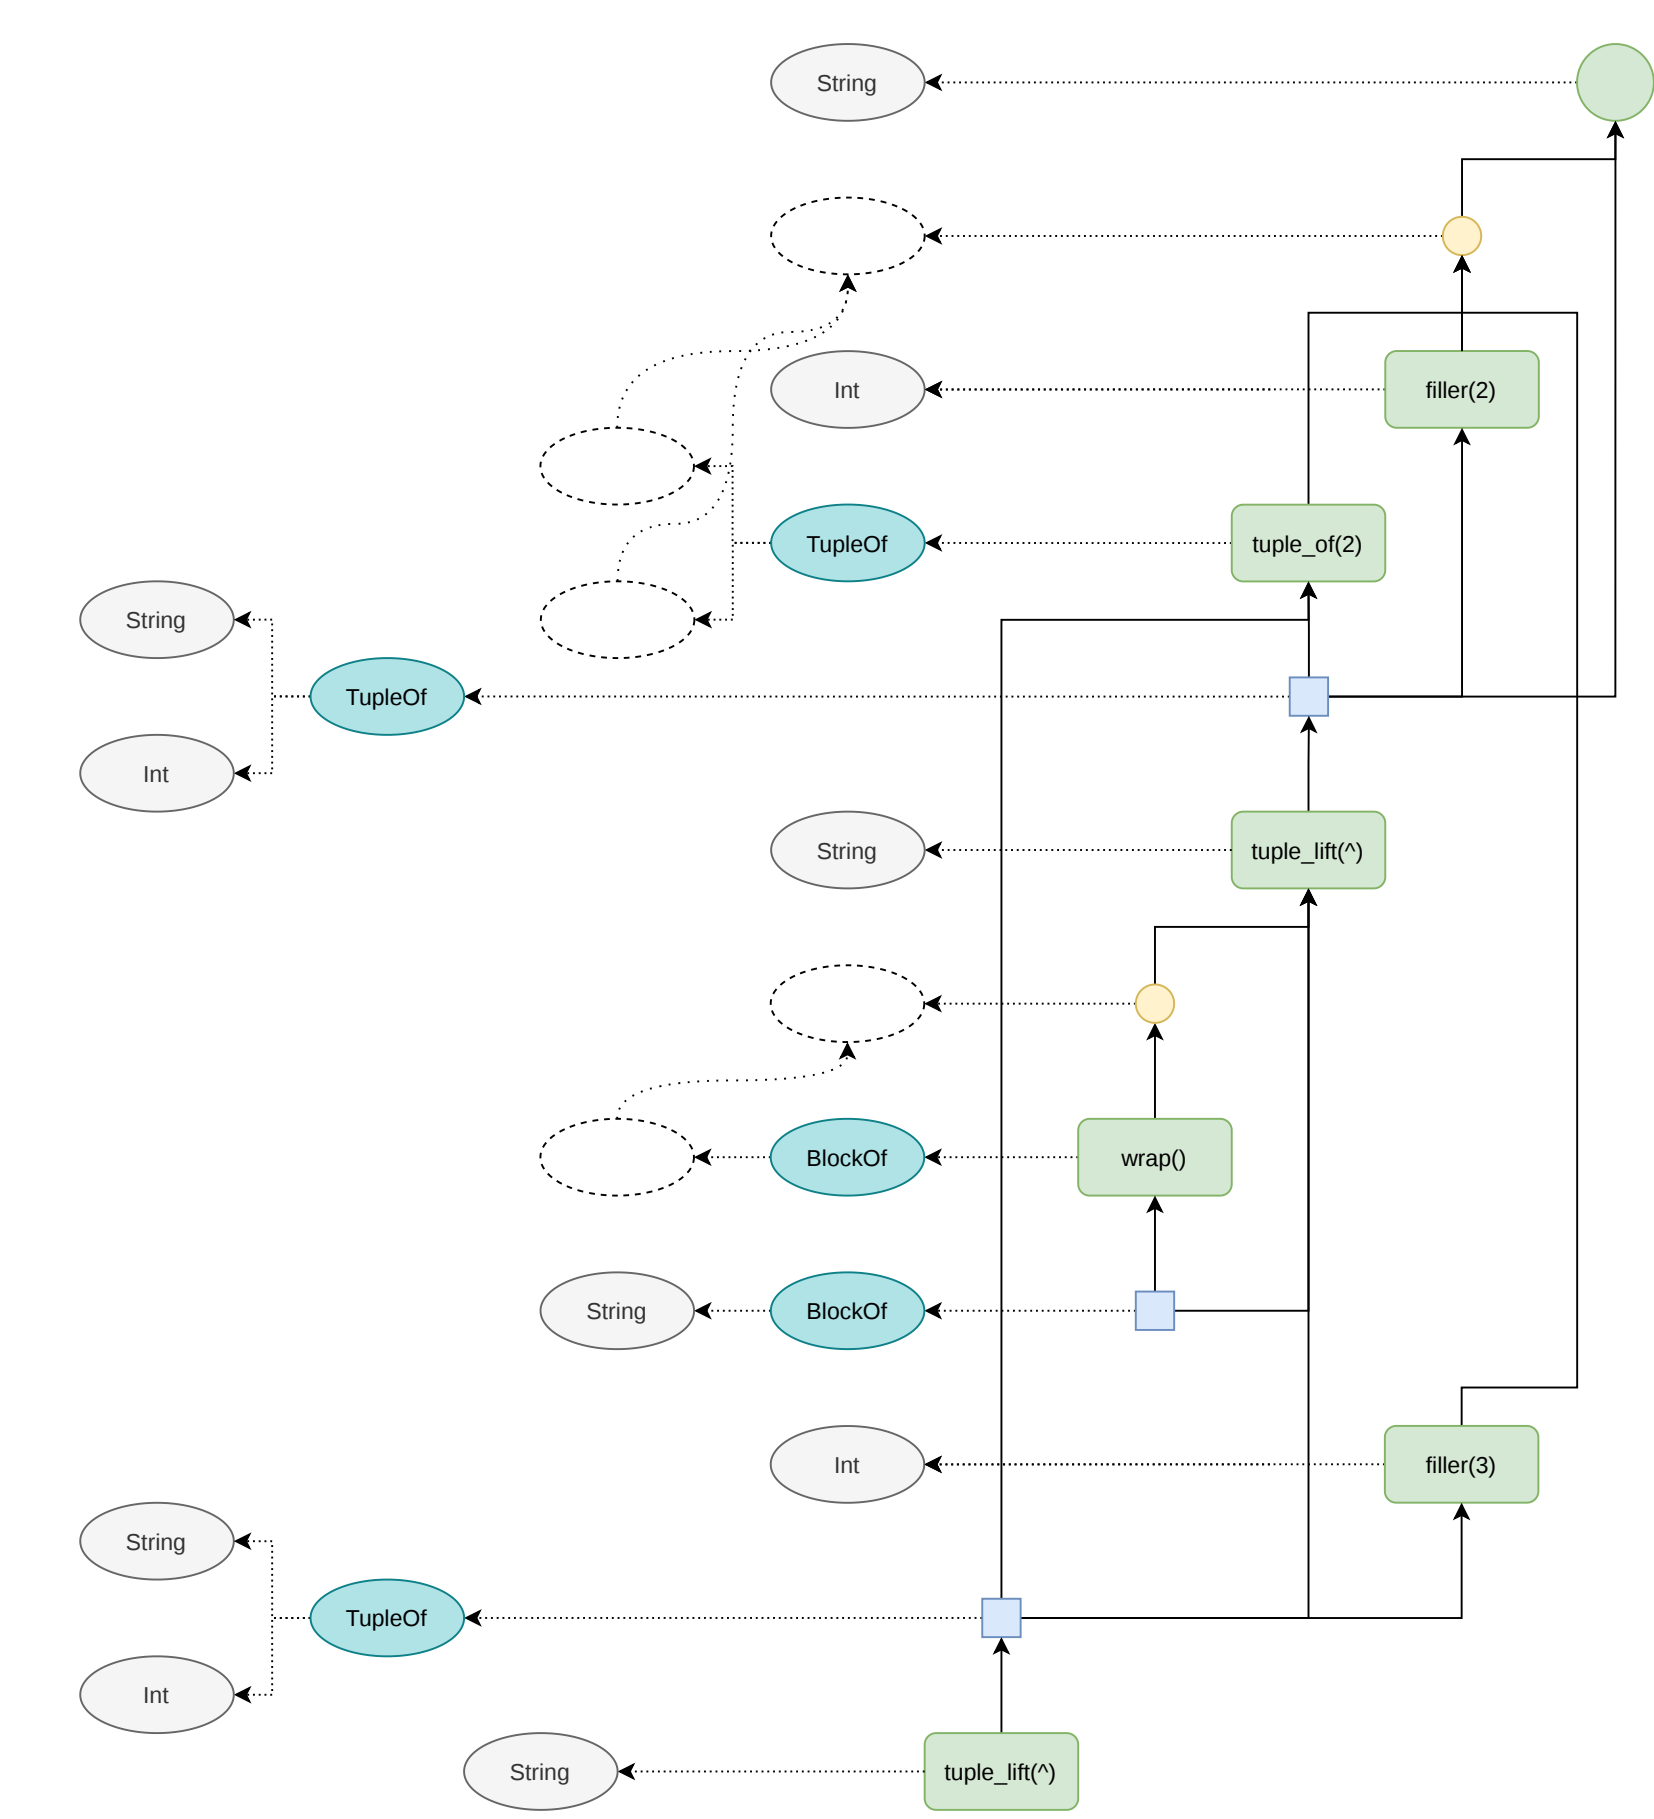 String
Int
filler(2)
TupleOf
tuple_of(2)
String
TupleOf
Int
String
tuple_lift(^)
BlockOf
wrap()
String
BlockOf
Int
filler(3)
String
TupleOf
Int
String
tuple_lift(^)